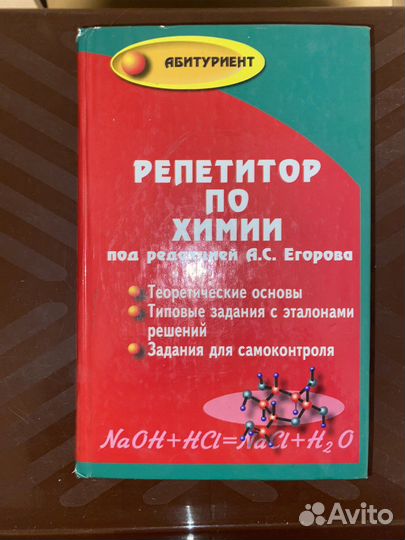 АБИТУРИЕНТ
РЕПЕТИТОР
ПО
ХИМИИ
под редакцией А.С. Егорова
Теоретические основы
Типовые задания с эталонами
решений
Задания для самоконтроля
NaOH+HCl=NaCl+H₂O
Avito